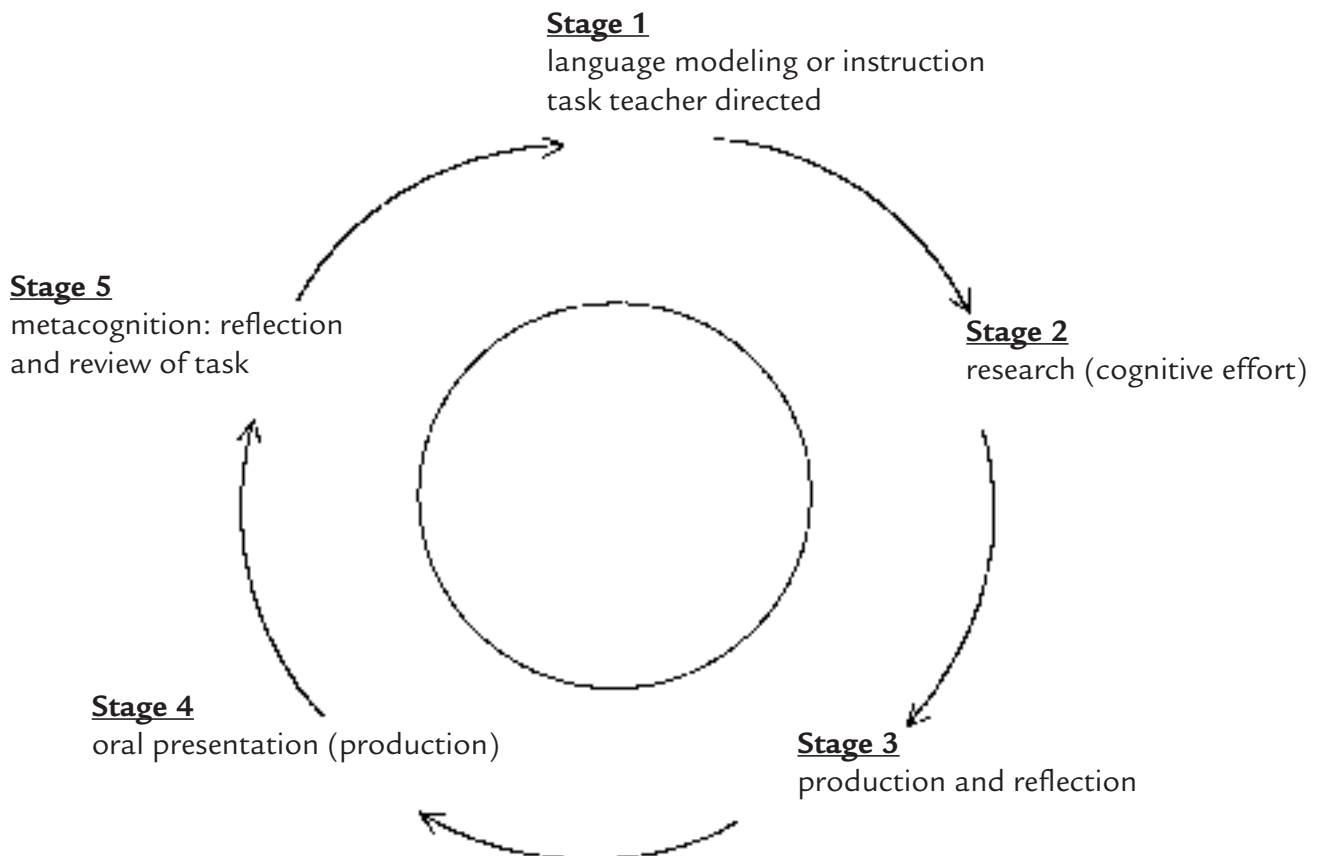 Stage 1
language modeling or instruction
task teacher directed
Stage 2
research (cognitive effort)
Stage 3
production and reflection
Stage 4
oral presentation (production)
Stage 5
metacognition: reflection
and review of task